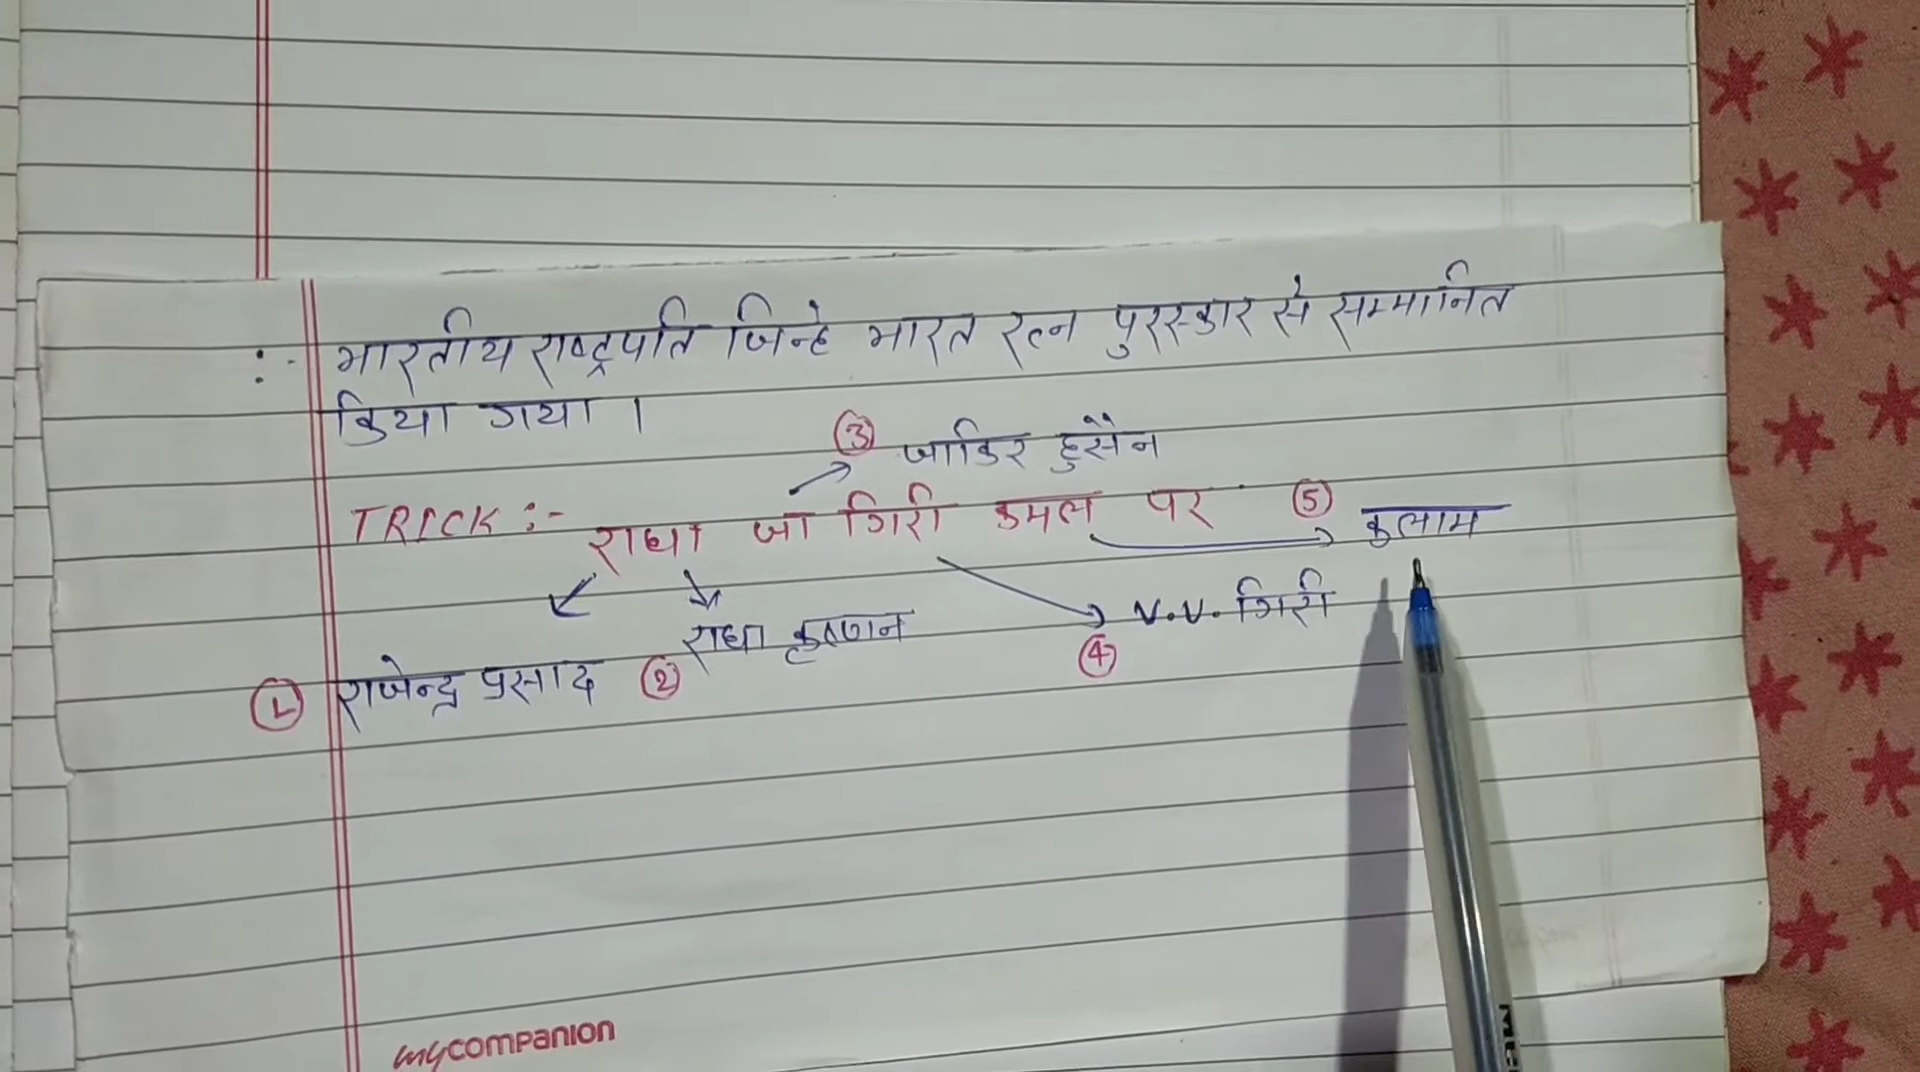 :- भारतीय राष्ट्रपति जिन्हे भारत रत्न पुरस्कार से सम्मानित
किया गया ।
③ जाकिर हुसैन
TRICK :- राधा जा गिरी कमल पर ⑤ कलाम
V.V. गिरी
④
① राजेन्द्र प्रसाद ② राधा कृष्णन
mycompanion